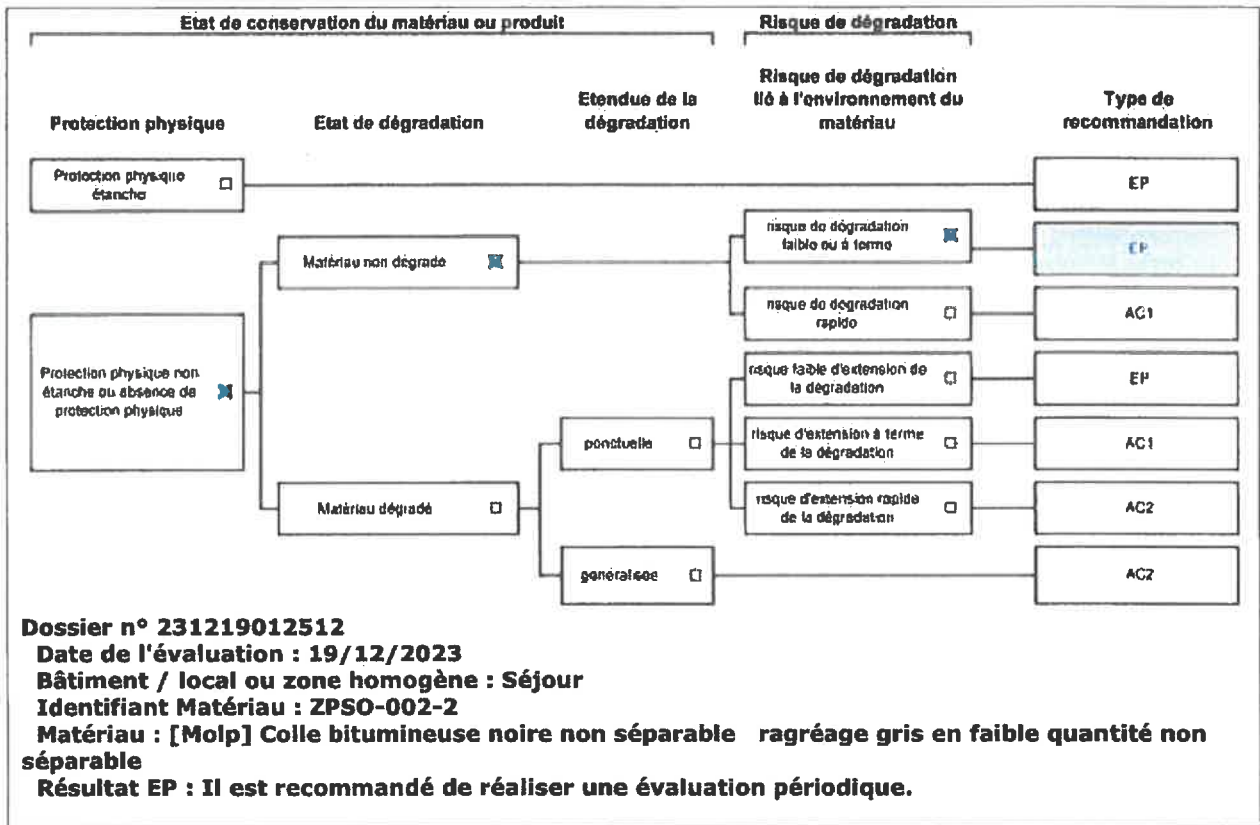 Etat de conservation du matériau ou produit
Risque de dégradation
Protection physique
Etat de dégradation
Etendue de la
dégradation
Risque de dégradation
lié à l'environnement du
matériau
Type de
recommandation
Protection physique
étanche
EP
Matériau non dégradé
risque de dégradation
faible ou à terme
EP
risque de dégradation
rapide
AC1
Protection physique non
étanche ou absence de
protection physique
risque faible d'extension de
la dégradation
EP
ponctuelle
risque d'extension à terme
de la dégradation
AC1
Matériau dégradé
risque d'extension rapide
de la dégradation
AC2
généralisée
AC2
Dossier n° 231219012512
Date de l'évaluation : 19/12/2023
Bâtiment / local ou zone homogène : Séjour
Identifiant Matériau : ZPSO-002-2
Matériau : [Molp] Colle bitumineuse noire non séparable ragréage gris en faible quantité non
séparable
Résultat EP : Il est recommandé de réaliser une évaluation périodique.